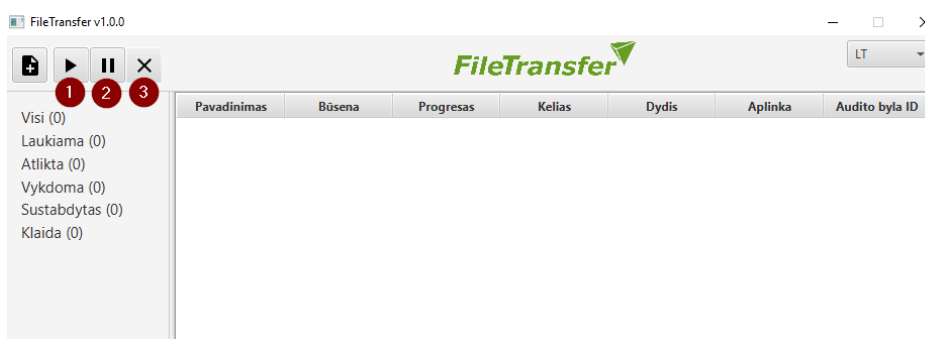 FileTransfer v1.0.0
FileTransfer
LT
1 2 3
Pavadinimas Būsena Progresas Kelias Dydis Aplinka Audito byla ID
Visi (0)
Laukiama (0)
Atlikta (0)
Vykdoma (0)
Sustabdytas (0)
Klaida (0)